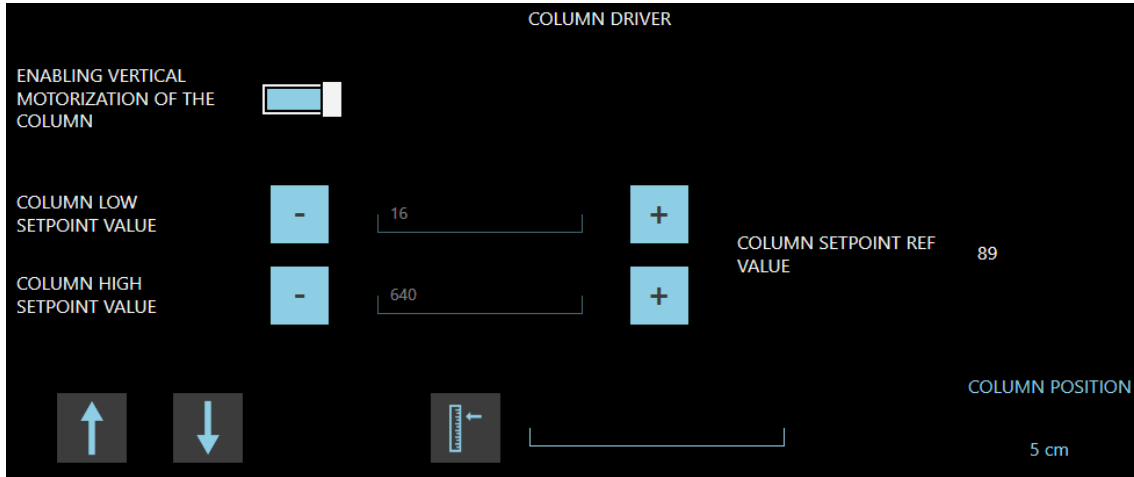 COLUMN DRIVER
ENABLING VERTICAL
MOTORIZATION OF THE
COLUMN
COLUMN LOW
SETPOINT VALUE
-
16
+
COLUMN HIGH
SETPOINT VALUE
-
640
+
COLUMN SETPOINT REF
VALUE
89
COLUMN POSITION
5 cm